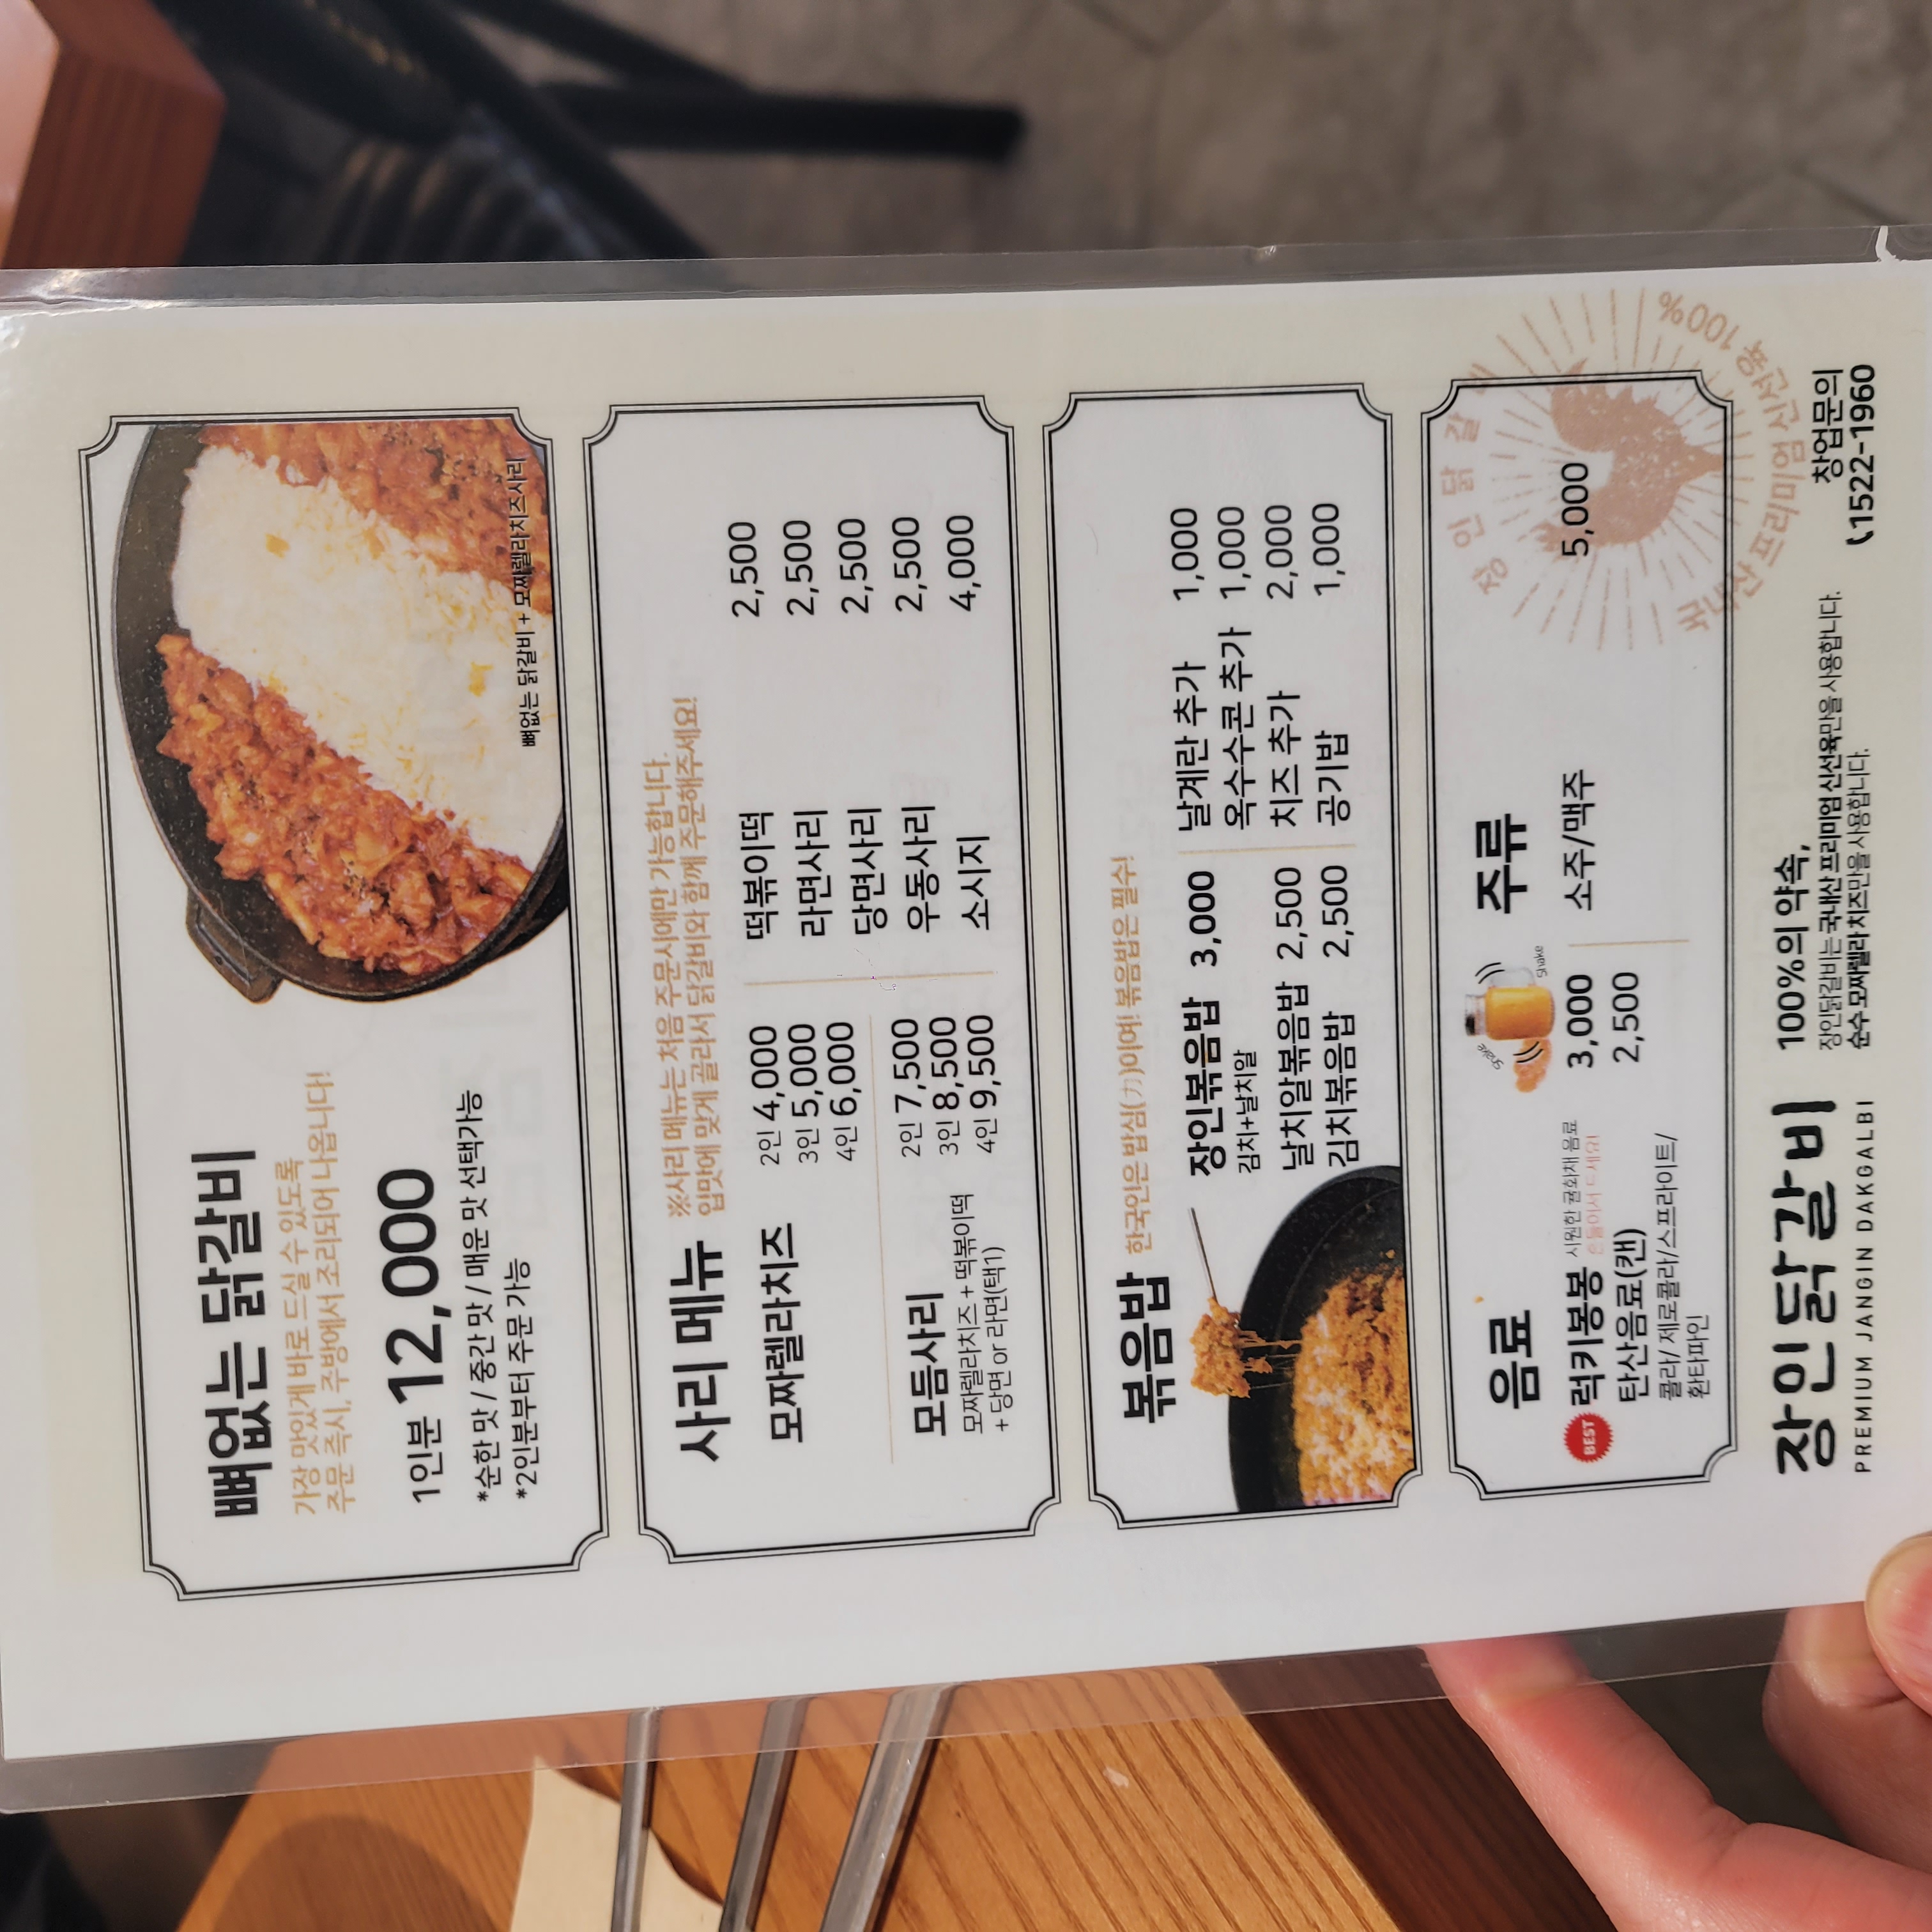 뼈없는 닭갈비
가장 맛있게 바로 드실 수 있도록
주문 즉시, 주방에서 조리되어 나옵니다!
1인분 12,000
*순한 맛 / 중간 맛 / 매운 맛 선택가능
*2인분부터 주문 가능
뼈없는 닭갈비 + 모짜렐라치즈사리
사리 메뉴
※사리 메뉴는 처음 주문시에만 가능합니다.
입맛에 맞게 골라서 닭갈비와 함께 주문해주세요!
모짜렐라치즈
2인 4,000
3인 5,000
4인 6,000
모듬사리
모짜렐라치즈 + 떡볶이떡
+ 당면 or 라면(택1)
2인 7,500
3인 8,500
4인 9,500
떡볶이떡 2,500
라면사리 2,500
당면사리 2,500
우동사리 2,500
소시지 4,000
볶음밥
한국인은 밥심(力)이여! 볶음밥은 필수!
장인볶음밥 3,000
김치+날치알
날치알볶음밥 2,500
김치볶음밥 2,500
날계란 추가 1,000
옥수수콘 추가 1,000
치즈 추가 2,000
공기밥 1,000
음료
BEST 럭키봉봉 3,000
시원한 귤화채 음료
흔들어서 드세요!
shake
shake
탄산음료(캔) 2,500
콜라/ 제로콜라/스프라이트/
환타파인
주류
소주/맥주 5,000
장인닭갈비
국내산 프리미엄 신선육 100%
장인닭갈비
PREMIUM JANGIN DAKGALBI
100%의 약속,
장인닭갈비는 국내산 프리미엄 신선육만을 사용합니다.
순수 모짜렐라 치즈만을 사용합니다.
창업문의
1522-1960